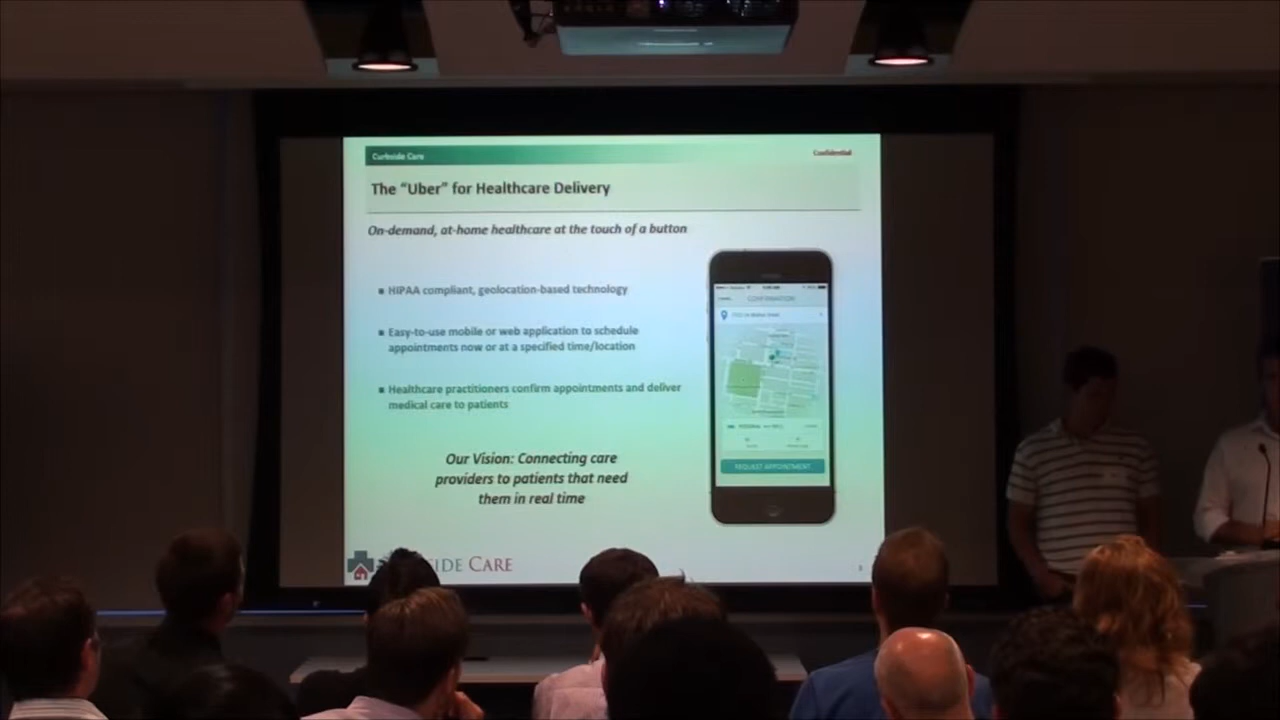 Curbside Care
Confidential
The “Uber” for Healthcare Delivery
On-demand, at-home healthcare at the touch of a button
■ HIPAA compliant, geolocation-based technology
■ Easy-to-use mobile or web application to schedule
appointments now or at a specified time/location
■ Healthcare practitioners confirm appointments and deliver
medical care to patients
Our Vision: Connecting care
providers to patients that need
them in real time
CONFIRMATION
REQUEST APPOINTMENT
IDE CARE